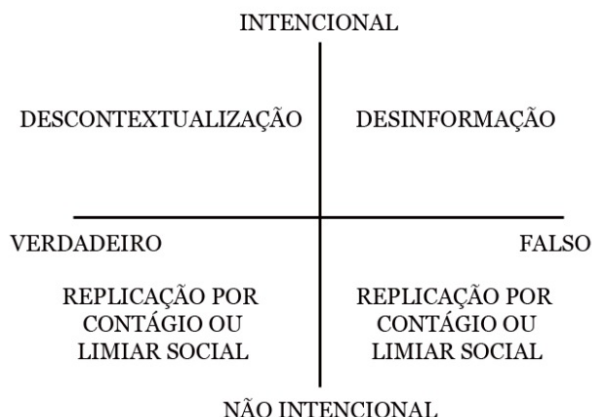 INTENCIONAL
DESCONTEXTUALIZAÇÃO
DESINFORMAÇÃO
VERDADEIRO
FALSO
REPLICAÇÃO POR
CONTÁGIO OU
LIMIAR SOCIAL
REPLICAÇÃO POR
CONTÁGIO OU
LIMIAR SOCIAL
NÃO INTENCIONAL